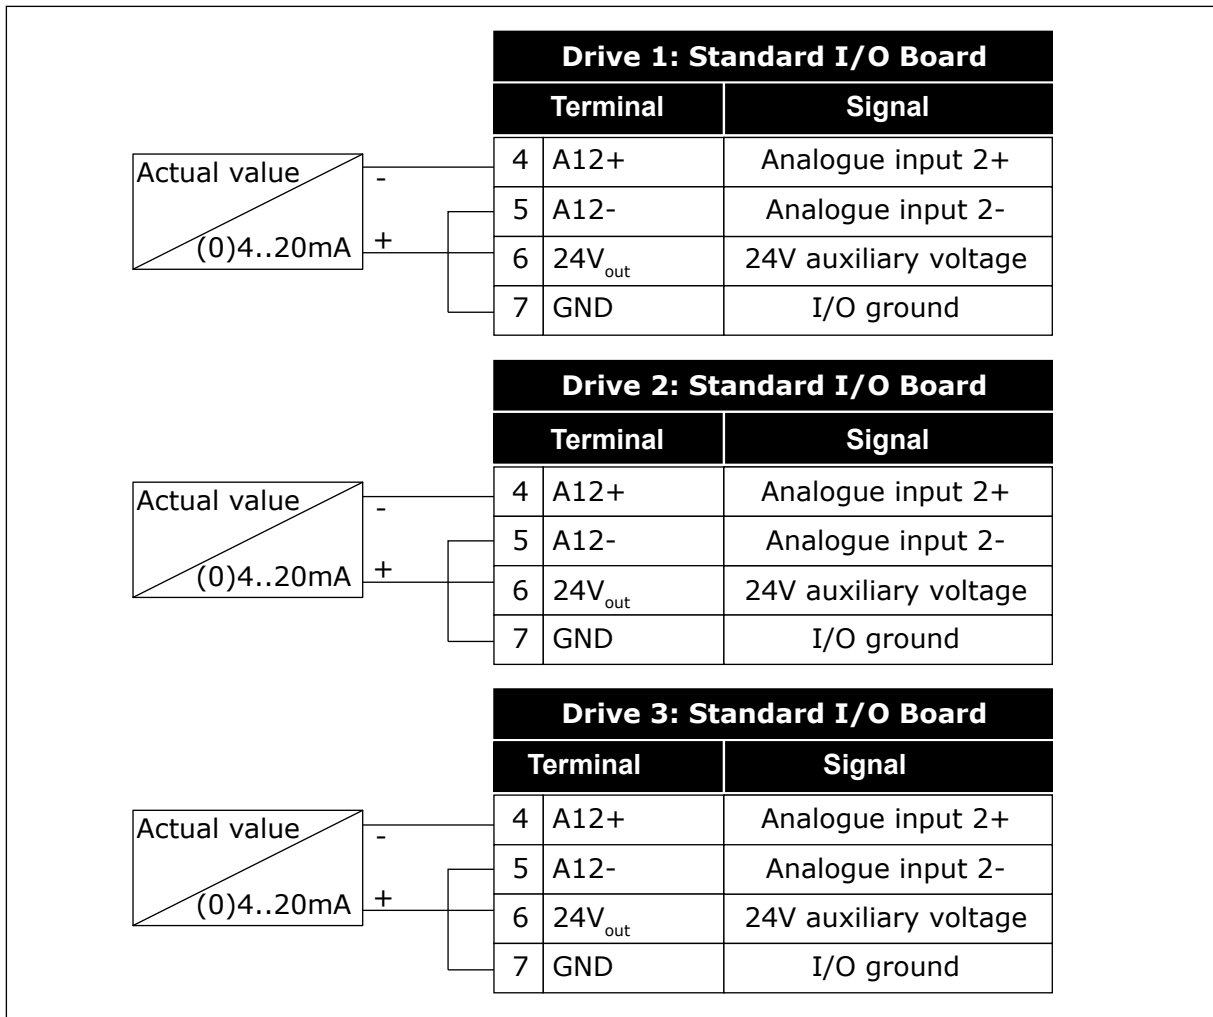 Drive 1: Standard I/O Board
Terminal Signal
Actual value
-
(0)4..20mA
+
4 A12+ Analogue input 2+
5 A12- Analogue input 2-
6 24Vout 24V auxiliary voltage
7 GND I/O ground
Drive 2: Standard I/O Board
Terminal Signal
Actual value
-
(0)4..20mA
+
4 A12+ Analogue input 2+
5 A12- Analogue input 2-
6 24Vout 24V auxiliary voltage
7 GND I/O ground
Drive 3: Standard I/O Board
Terminal Signal
Actual value
-
(0)4..20mA
+
4 A12+ Analogue input 2+
5 A12- Analogue input 2-
6 24Vout 24V auxiliary voltage
7 GND I/O ground